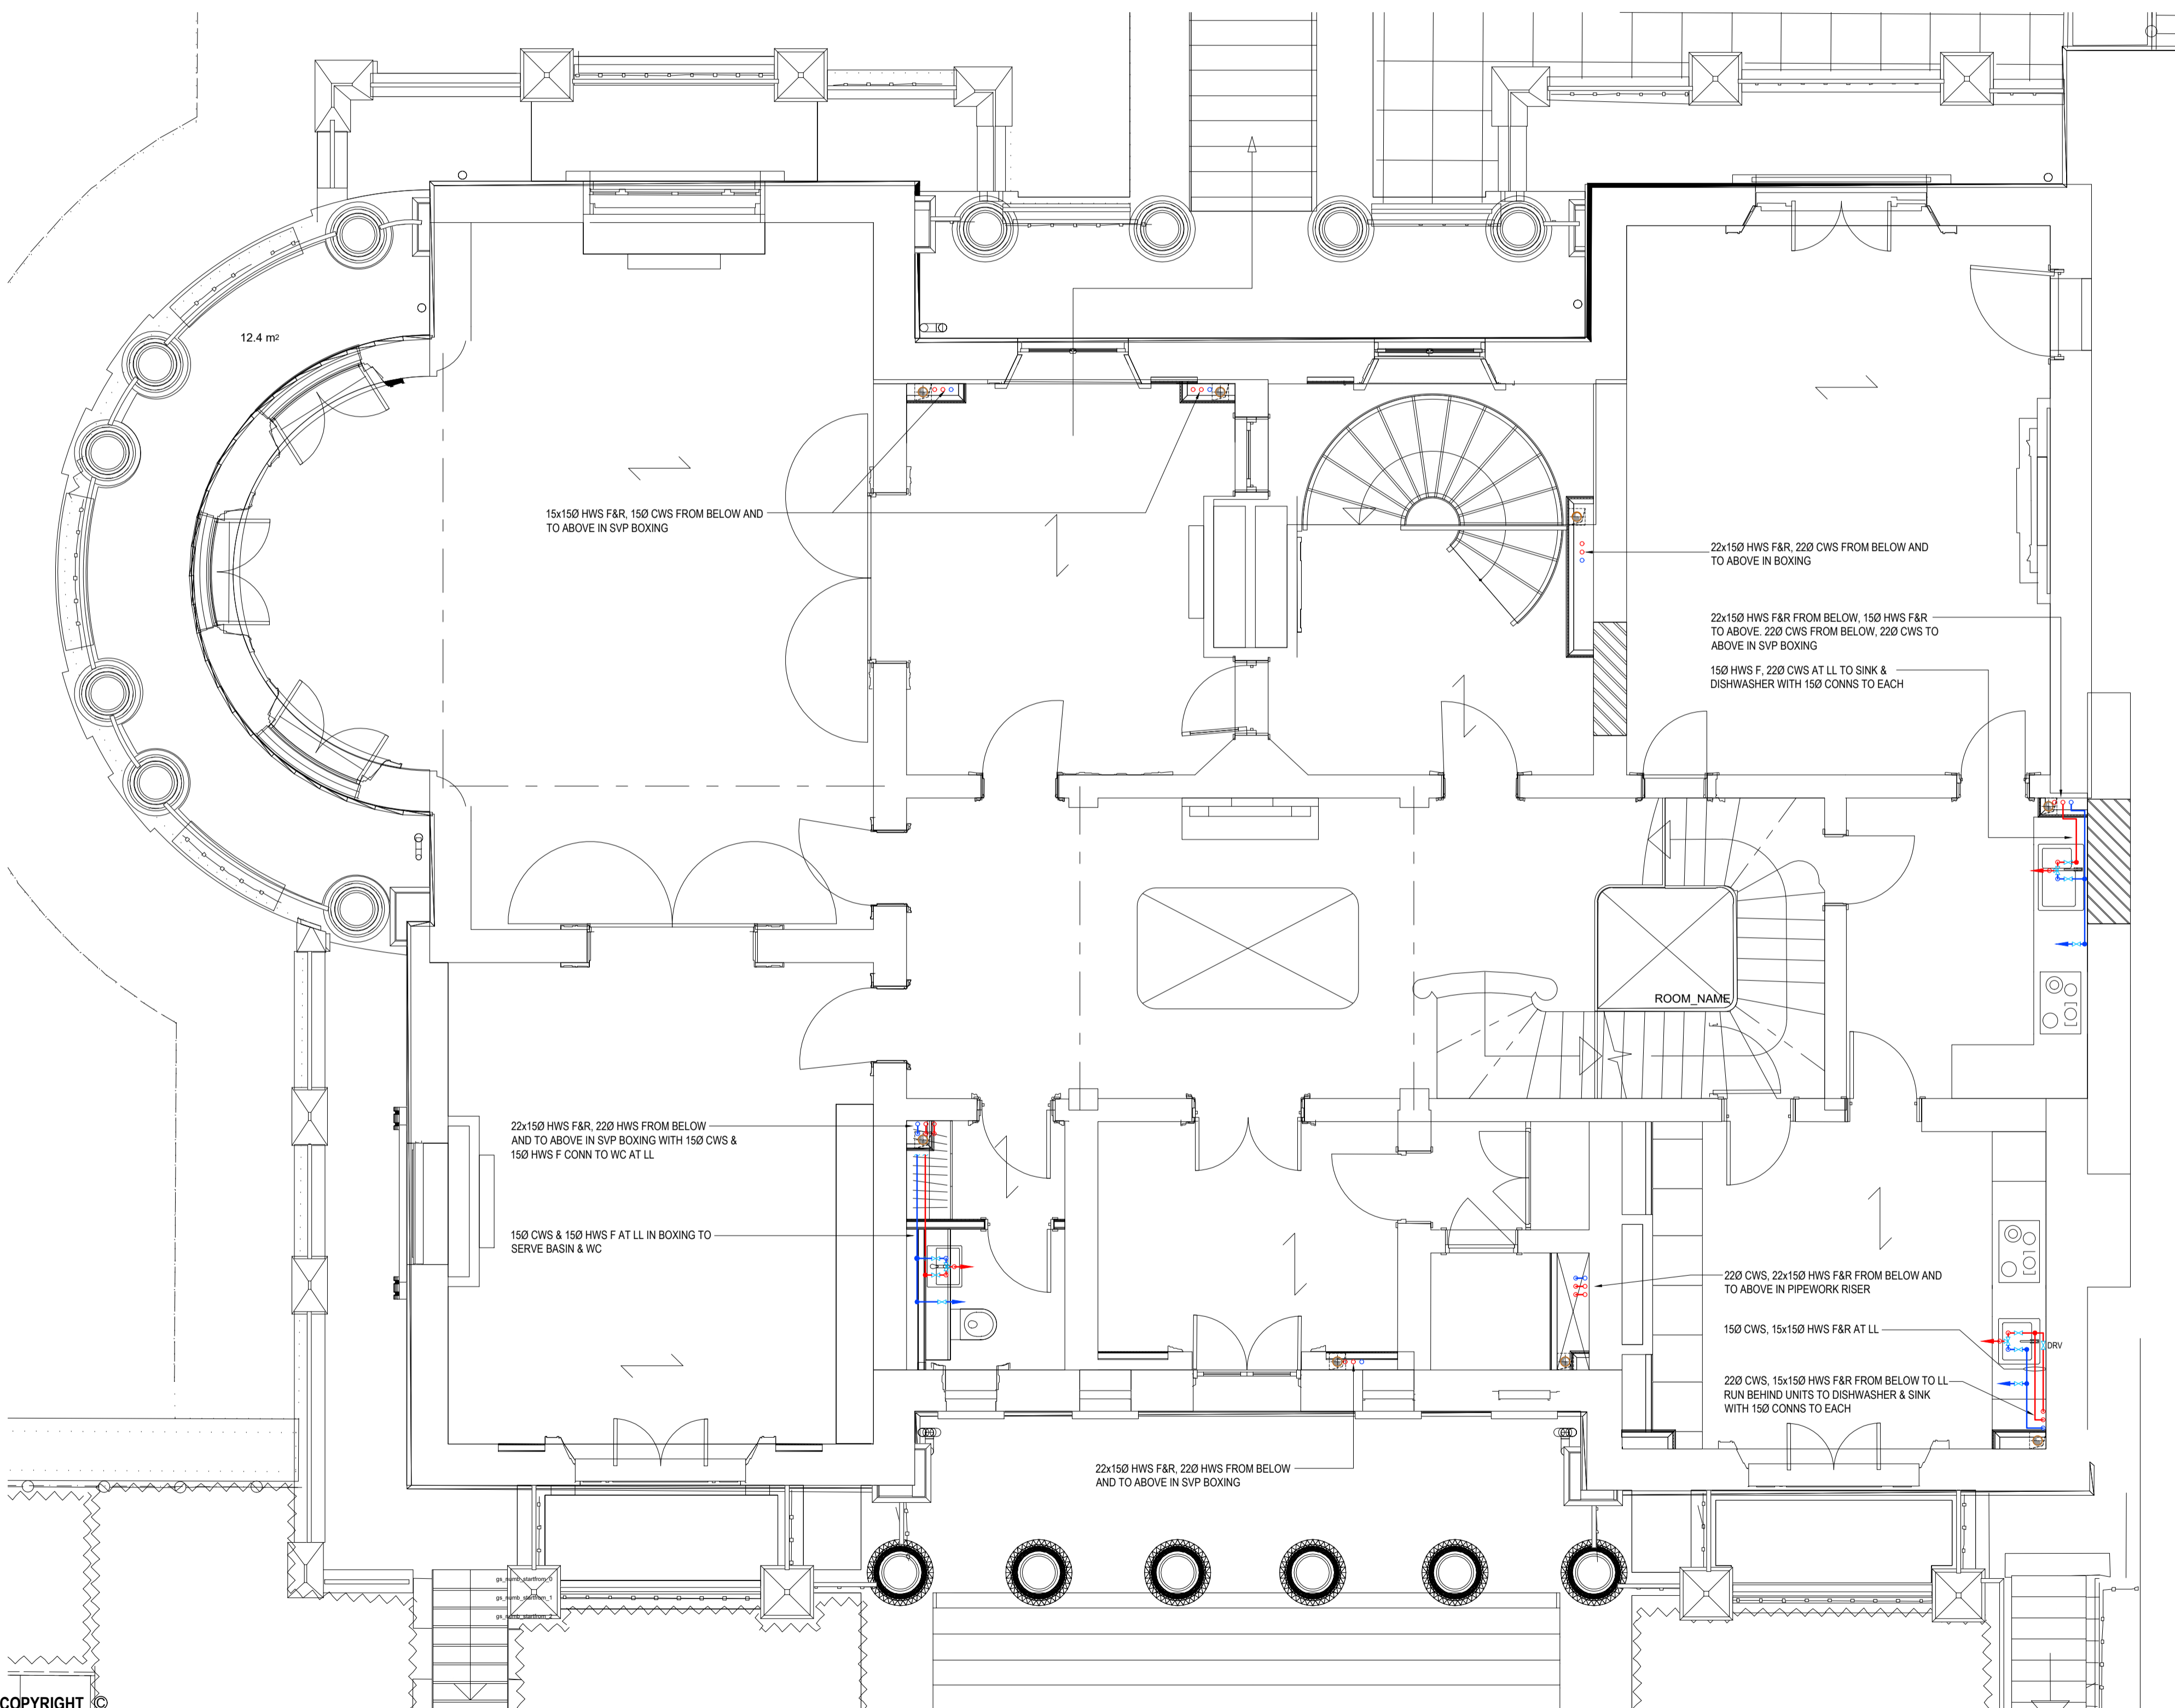 12.4 m²
15x15Ø HWS F&R, 15Ø CWS FROM BELOW AND
TO ABOVE IN SVP BOXING
22x15Ø HWS F&R, 22Ø CWS FROM BELOW AND
TO ABOVE IN BOXING
22x15Ø HWS F&R FROM BELOW, 15Ø HWS F&R
TO ABOVE. 22Ø CWS FROM BELOW, 22Ø CWS TO
ABOVE IN SVP BOXING
15Ø HWS F, 22Ø CWS AT LL TO SINK &
DISHWASHER WITH 15Ø CONNS TO EACH
ROOM_NAME
22x15Ø HWS F&R, 22Ø HWS FROM BELOW
AND TO ABOVE IN SVP BOXING WITH 15Ø CWS &
15Ø HWS F CONN TO WC AT LL
15Ø CWS & 15Ø HWS F AT LL IN BOXING TO
SERVE BASIN & WC
22Ø CWS, 22x15Ø HWS F&R FROM BELOW AND
TO ABOVE IN PIPEWORK RISER
15Ø CWS, 15x15Ø HWS F&R AT LL
DRV
22Ø CWS, 15x15Ø HWS F&R FROM BELOW TO LL
RUN BEHIND UNITS TO DISHWASHER & SINK
WITH 15Ø CONNS TO EACH
22x15Ø HWS F&R, 22Ø HWS FROM BELOW
AND TO ABOVE IN SVP BOXING
gs_numb_startfrom_0
gs_numb_startfrom_1
gs_numb_startfrom_2
COPYRIGHT ©